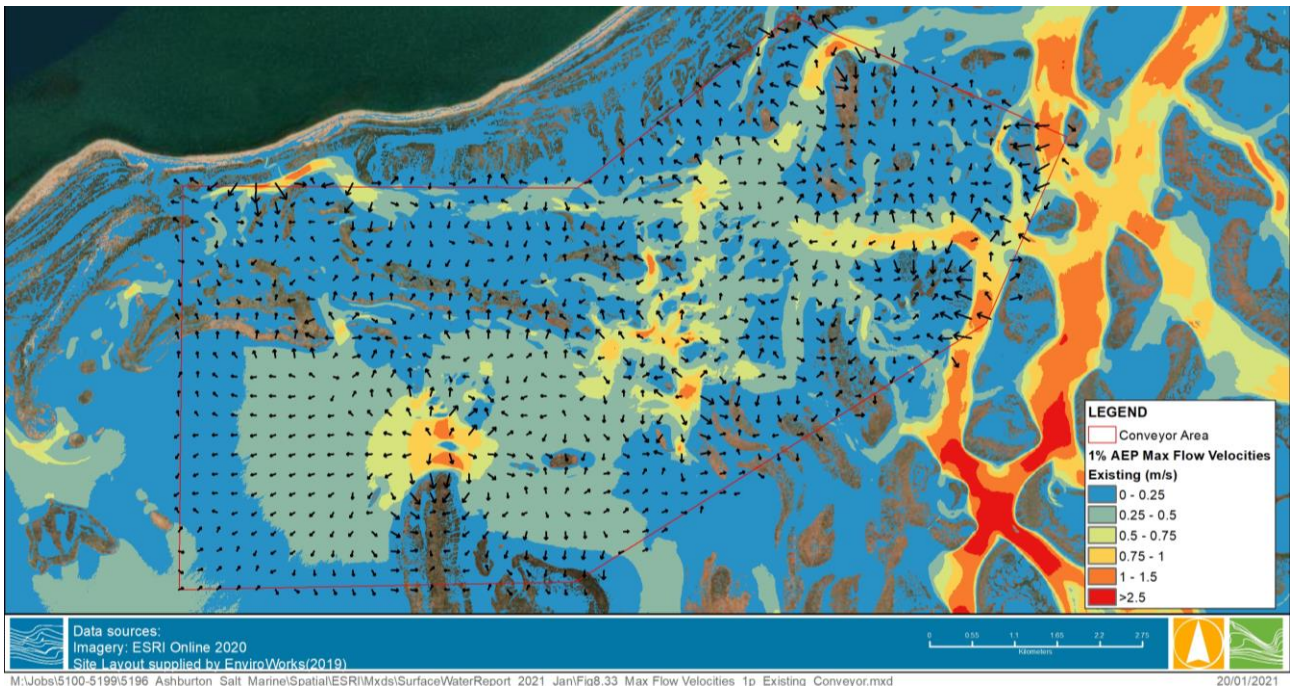 LEGEND
Conveyor Area
1% AEP Max Flow Velocities
Existing (m/s)
0 - 0.25
0.25 - 0.5
0.5 - 0.75
0.75 - 1
1 - 1.5
>2.5
Data sources:
Imagery: ESRI Online 2020
Site Layout supplied by EnviroWorks(2019)
0 0.55 1.1 1.65 2.2 2.75
Kilometers
M:\Jobs\5100-5199\5196_Ashburton_Salt_Marine\Spatial\ESRI\Mxds\SurfaceWaterReport_2021_Jan\Fig8.33_Max Flow Velocities_1p_Existing_Conveyor.mxd 20/01/2021